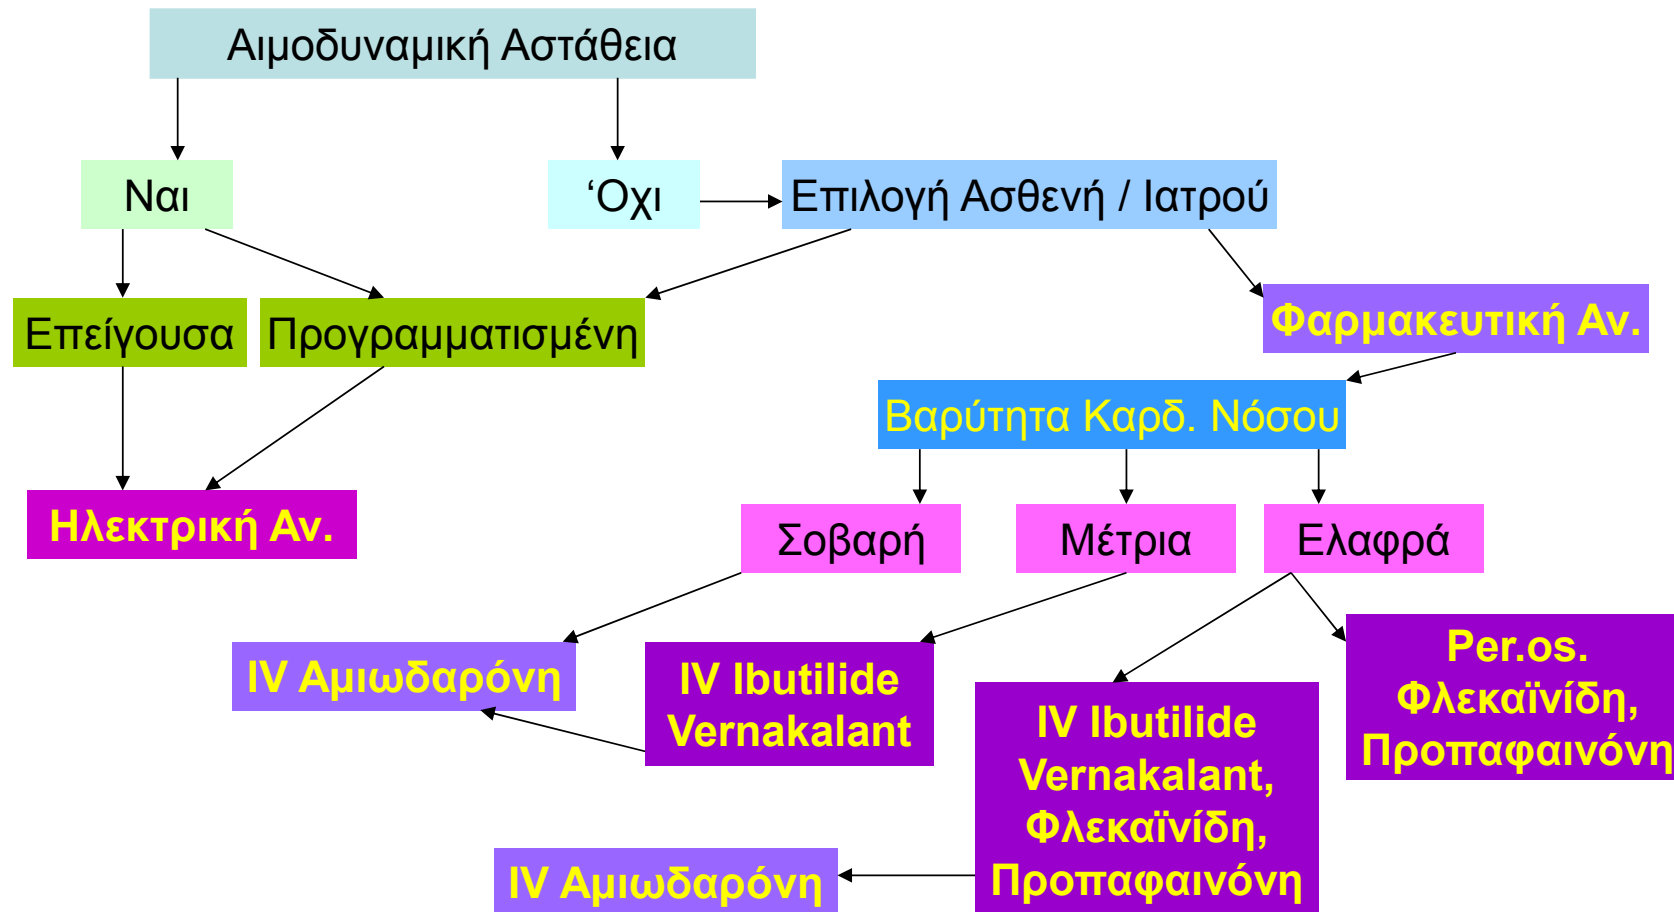 Αιμοδυναμική Αστάθεια
Ναι
‘Οχι
Επιλογή Ασθενή / Ιατρού
Επείγουσα
Προγραμματισμένη
Φαρμακευτική Αν.
Βαρύτητα Καρδ. Νόσου
Ηλεκτρική Αν.
Σοβαρή
Μέτρια
Ελαφρά
IV Αμιωδαρόνη
IV Ibutilide
Vernakalant
IV Ibutilide
Vernakalant,
Φλεκαϊνίδη,
Προπαφαινόνη
Per.os.
Φλεκαϊνίδη,
Προπαφαινόνη
IV Αμιωδαρόνη